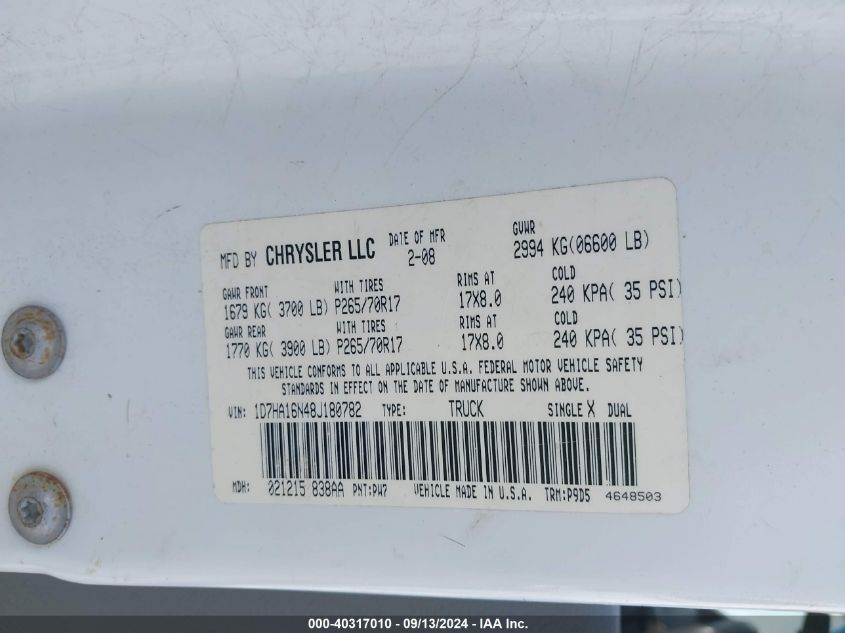 MFD BY CHRYSLER LLC DATE OF MFR 2-08 GVWR 2994 KG(06600 LB)
GAWR FRONT WITH TIRES RIMS AT COLD
1679 KG( 3700 LB) P265/70R17 17X8.0 240 KPA( 35 PSI)
GAWR REAR WITH TIRES RIMS AT COLD
1770 KG( 3900 LB) P265/70R17 17X8.0 240 KPA( 35 PSI)
THIS VEHICLE CONFORMS TO ALL APPLICABLE U.S.A. FEDERAL MOTOR VEHICLE SAFETY
STANDARDS IN EFFECT ON THE DATE OF MANUFACTURE SHOWN ABOVE.
VIN: 1D7HA16N48J180782 TYPE: TRUCK SINGLE X DUAL
MDH: 021215 838AA PNT:PW7 VEHICLE MADE IN U.S.A. TRM:P9D5 4648503
000-40317010 - 09/13/2024 - IAA Inc.